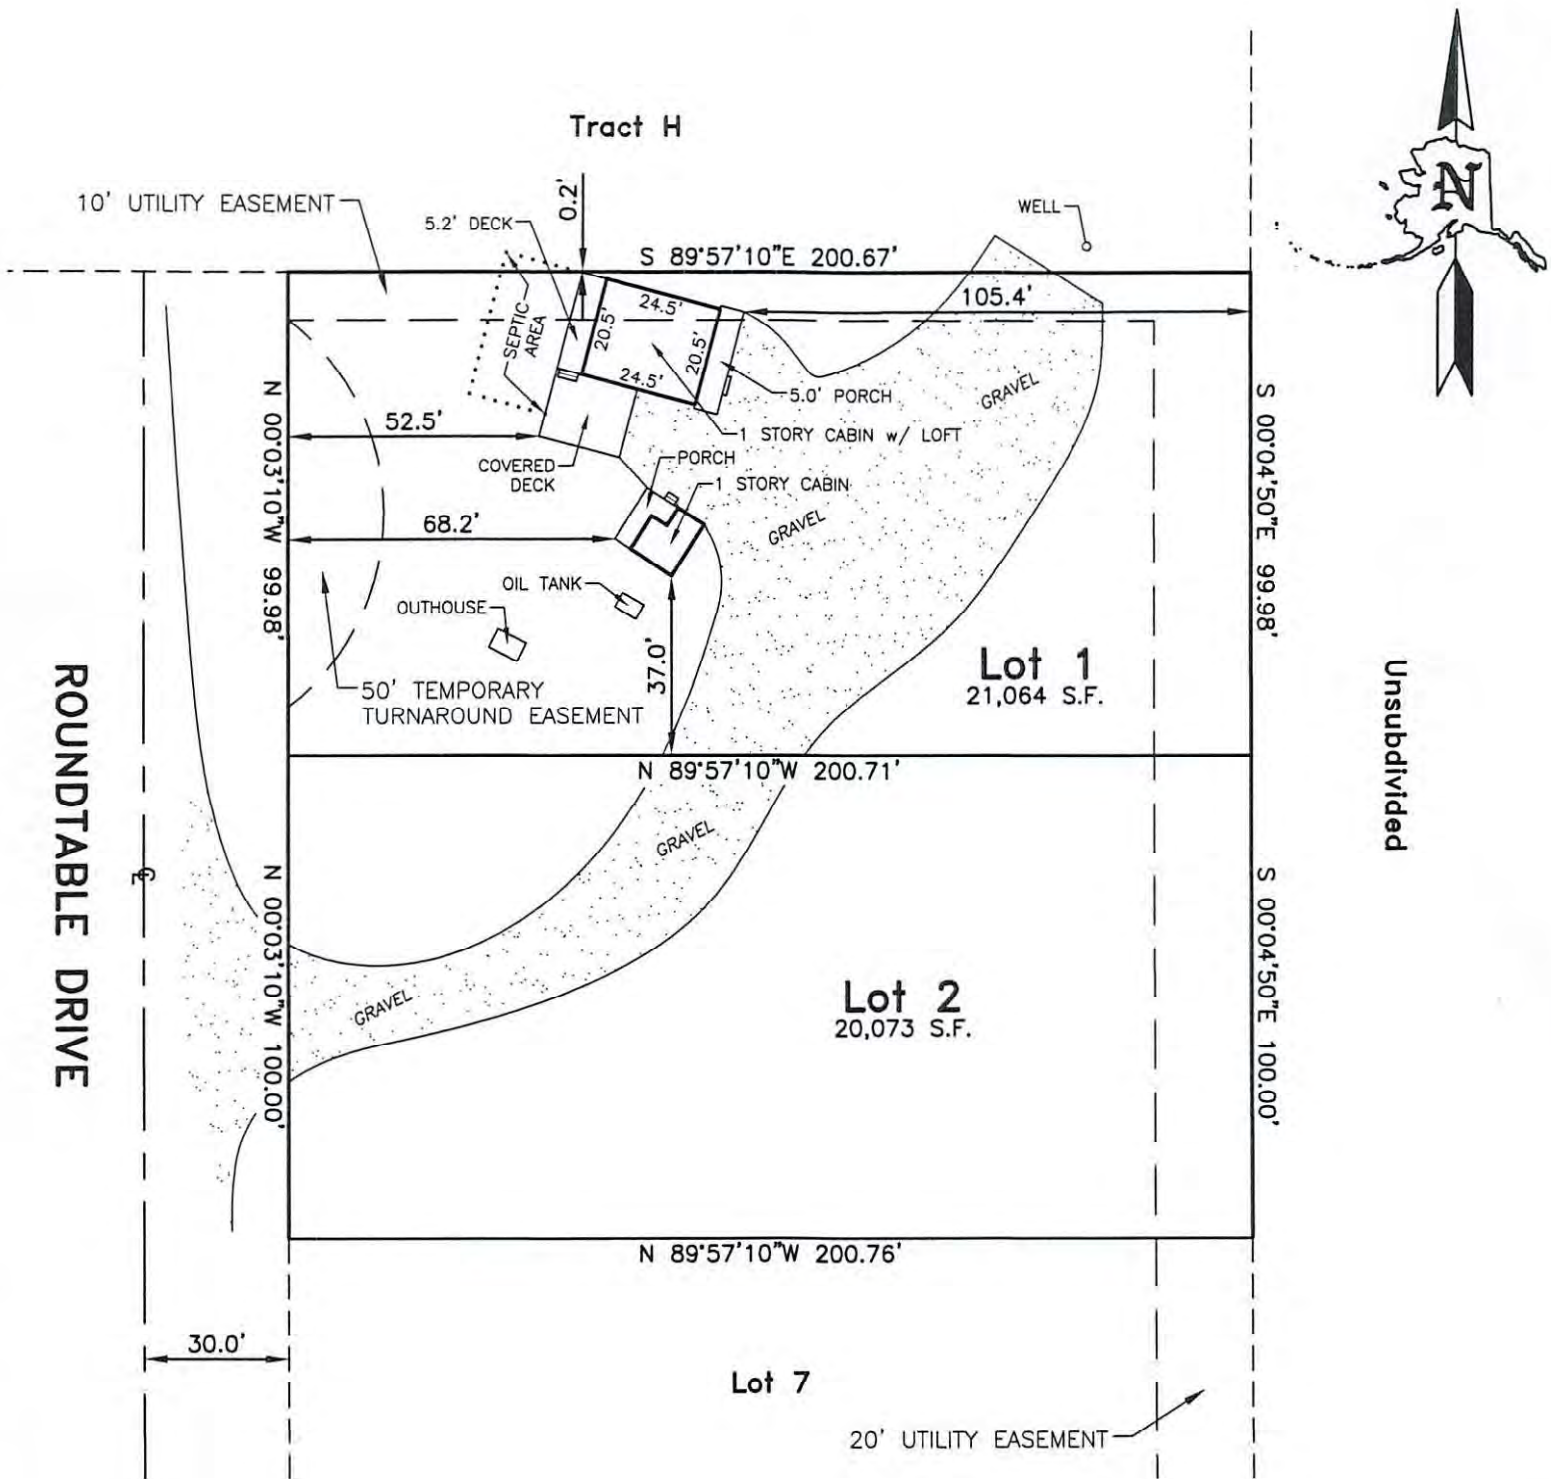 Tract H
N
10' UTILITY EASEMENT
5.2' DECK
0.2'
WELL
S 89°57'10"E 200.67'
105.4'
24.5'
20.5'
20.5'
24.5'
SEPTIC
AREA
5.0' PORCH
GRAVEL
1 STORY CABIN w/ LOFT
52.5'
COVERED
DECK
PORCH
1 STORY CABIN
GRAVEL
68.2'
N 00°03'10"W 99.98'
S 00°04'50"E 99.98'
OIL TANK
OUTHOUSE
37.0'
50' TEMPORARY
TURNAROUND EASEMENT
Lot 1
21,064 S.F.
Unsubdivided
ROUNDTABLE DRIVE
N 89°57'10"W 200.71'
GRAVEL
CL
N 00°03'10"W 100.00'
S 00°04'50"E 100.00'
GRAVEL
Lot 2
20,073 S.F.
N 89°57'10"W 200.76'
30.0'
Lot 7
20' UTILITY EASEMENT